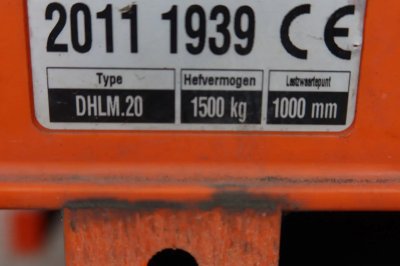 2011 1939 CE
Type Hefvermogen Lastzwaartepunt
DHLM.20 1500 kg 1000 mm